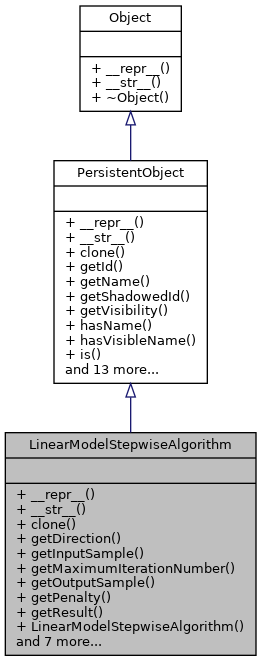 Object
+ __repr__()
+ __str__()
+ ~Object()
PersistentObject
+ __repr__()
+ __str__()
+ clone()
+ getId()
+ getName()
+ getShadowedId()
+ getVisibility()
+ hasName()
+ hasVisibleName()
+ is()
and 13 more...
LinearModelStepwiseAlgorithm
+ __repr__()
+ __str__()
+ clone()
+ getDirection()
+ getInputSample()
+ getMaximumIterationNumber()
+ getOutputSample()
+ getPenalty()
+ getResult()
+ LinearModelStepwiseAlgorithm()
and 7 more...